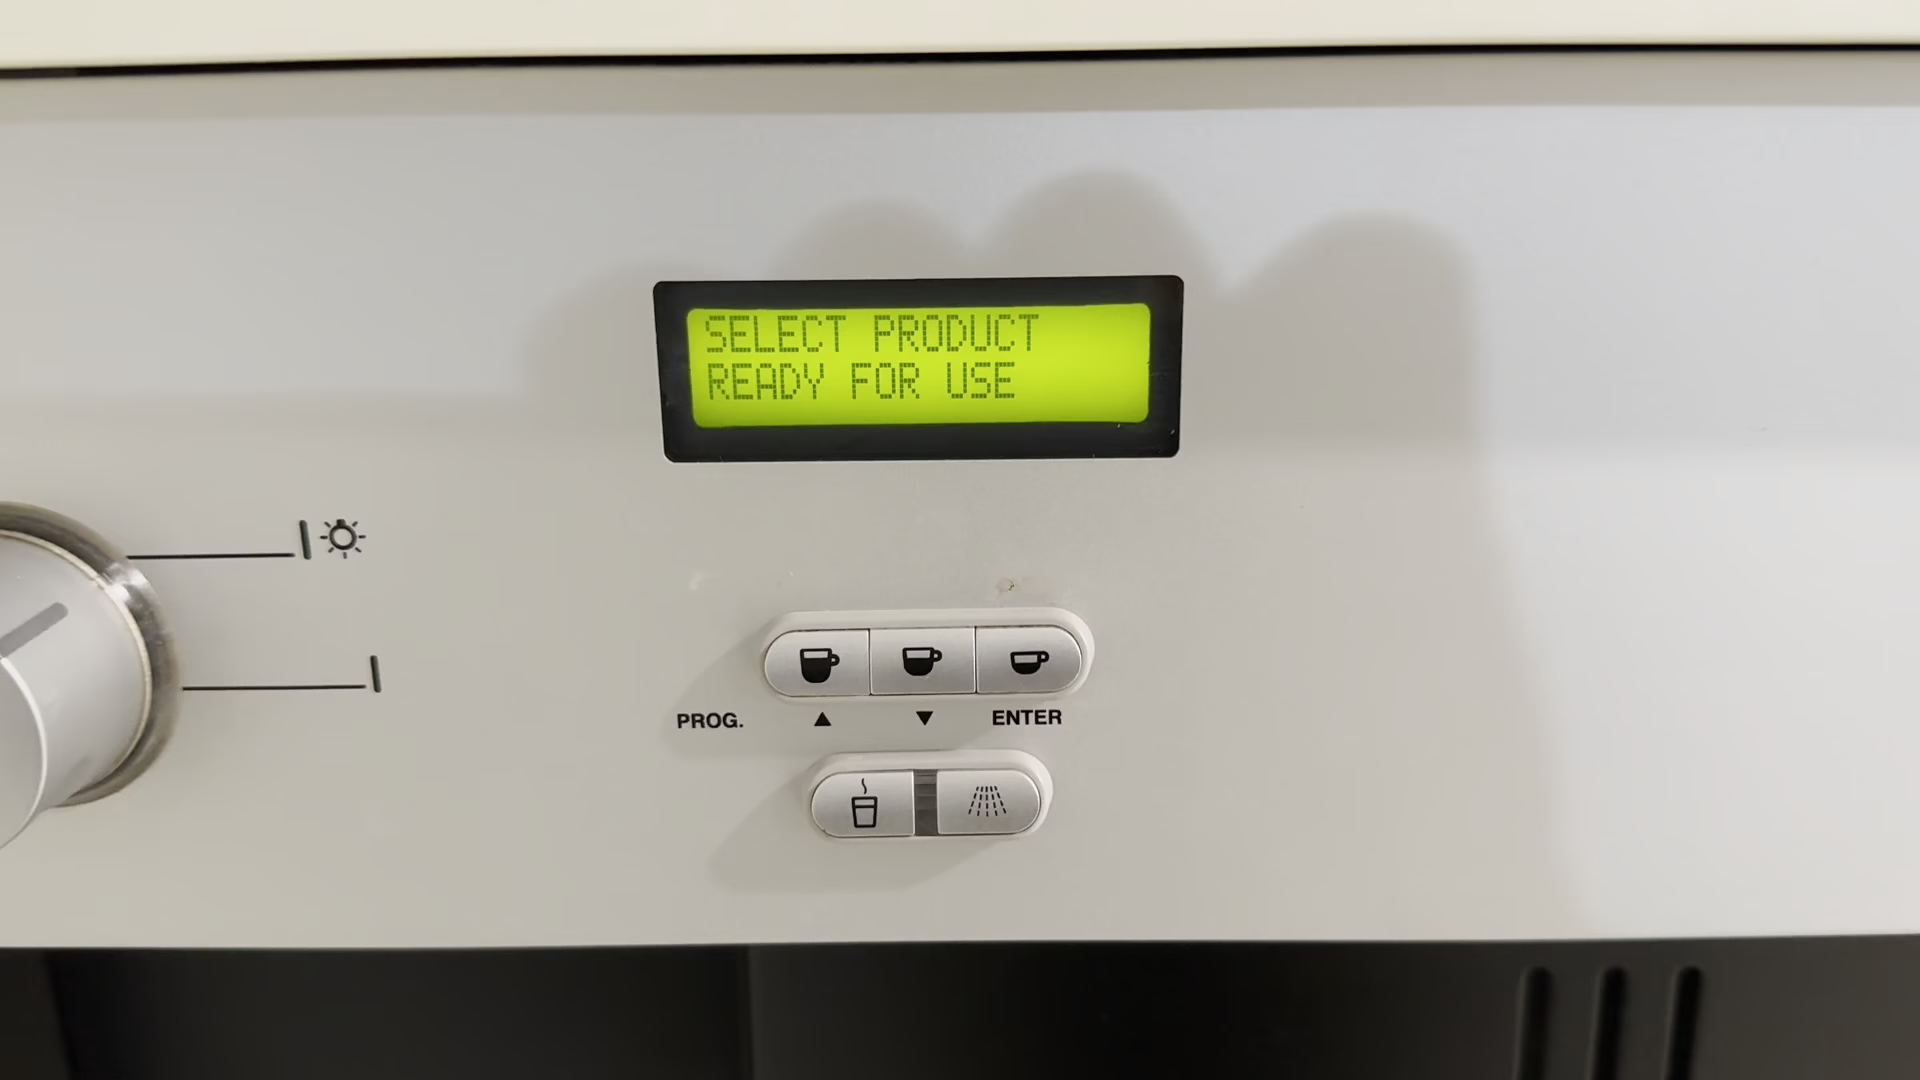 SELECT PRODUCT
READY FOR USE
PROG. ▲ ▼ ENTER